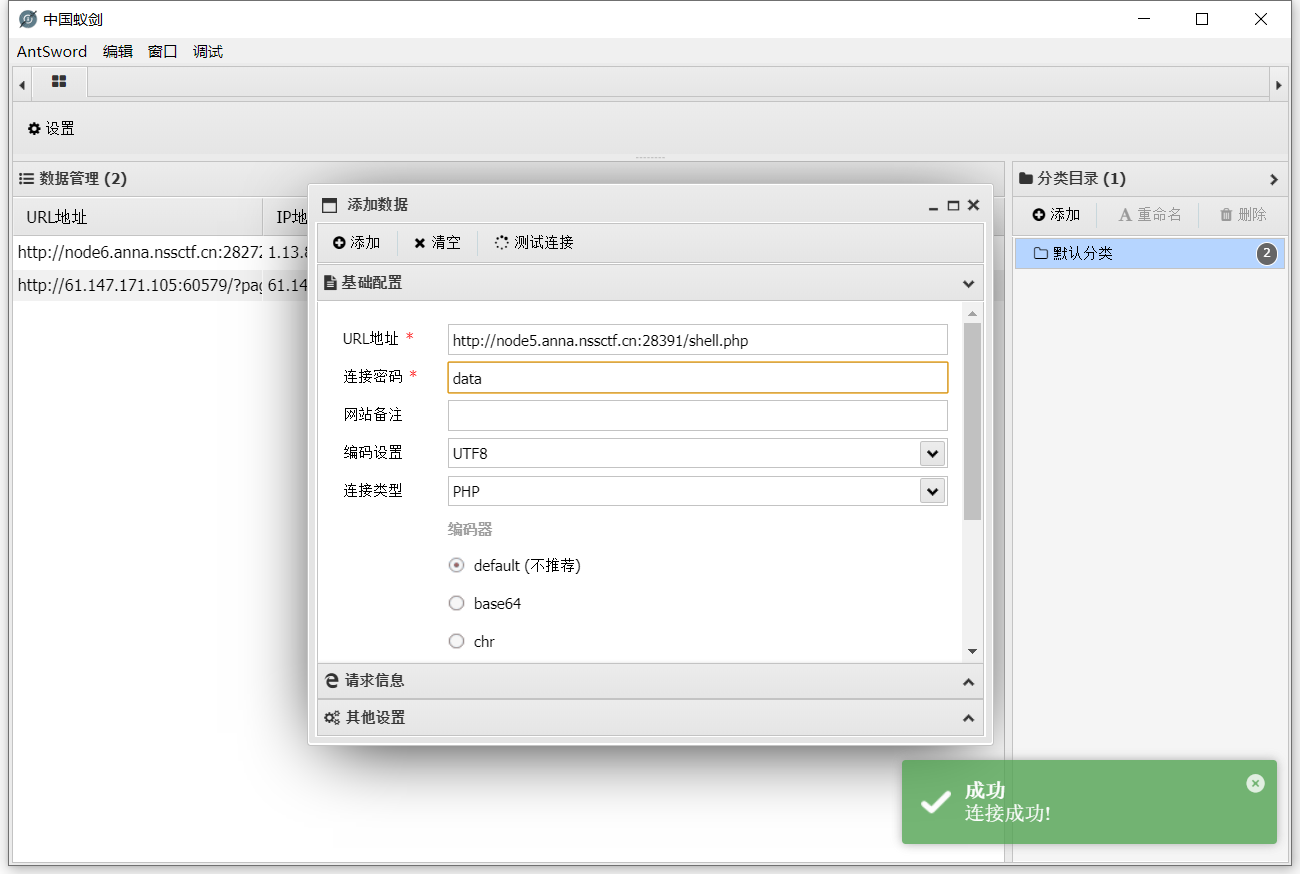 中国蚁剑
AntSword 编辑 窗口 调试
设置
数据管理 (2)
URL地址 IP地
http://node6.anna.nssctf.cn:28272 1.13.8
http://61.147.171.105:60579/?pag 61.14
分类目录 (1)
添加 重命名 删除
默认分类 2
添加数据
添加 清空 测试连接
基础配置
URL地址 * http://node5.anna.nssctf.cn:28391/shell.php
连接密码 * data
网站备注
编码设置 UTF8
连接类型 PHP
编码器
default (不推荐)
base64
chr
请求信息
其他设置
成功
连接成功!